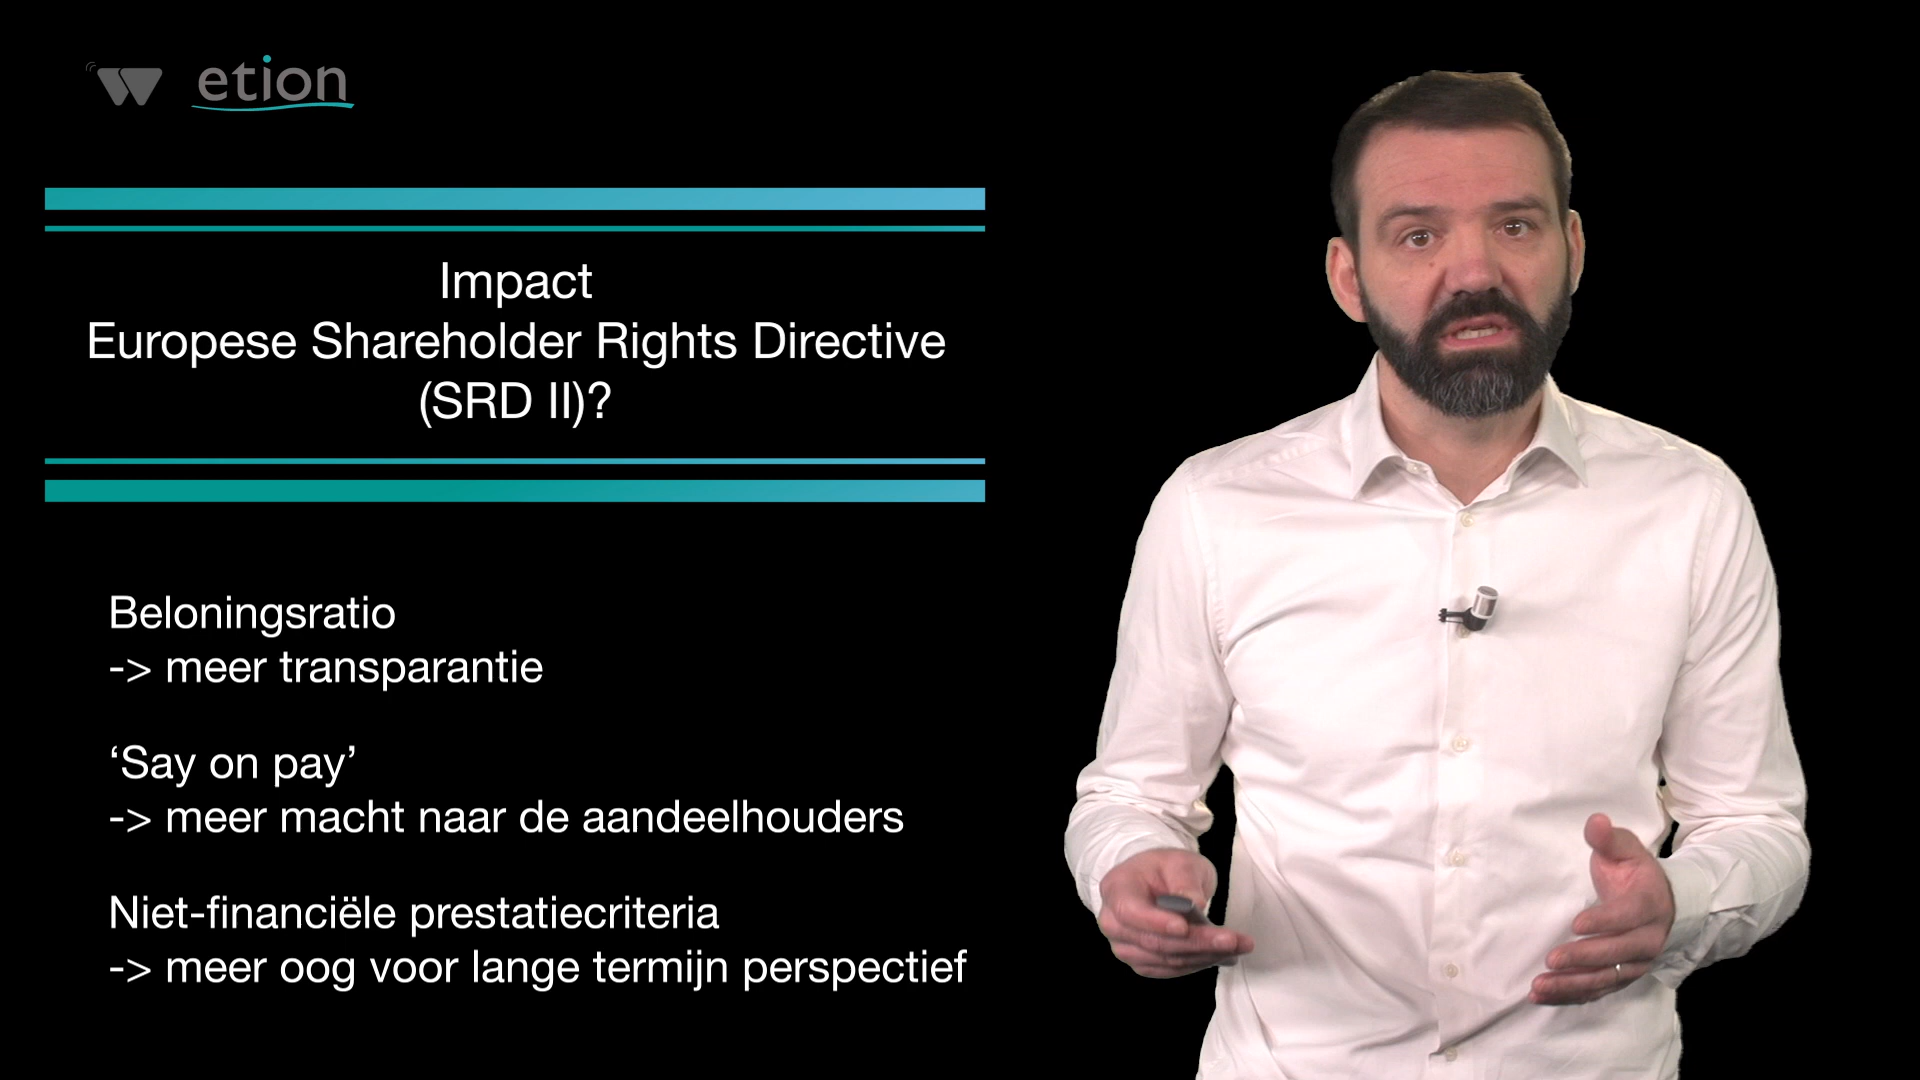 etion
Impact
Europese Shareholder Rights Directive
(SRD II)?
Beloningsratio
-> meer transparantie
‘Say on pay’
-> meer macht naar de aandeelhouders
Niet-financiële prestatiecriteria
-> meer oog voor lange termijn perspectief